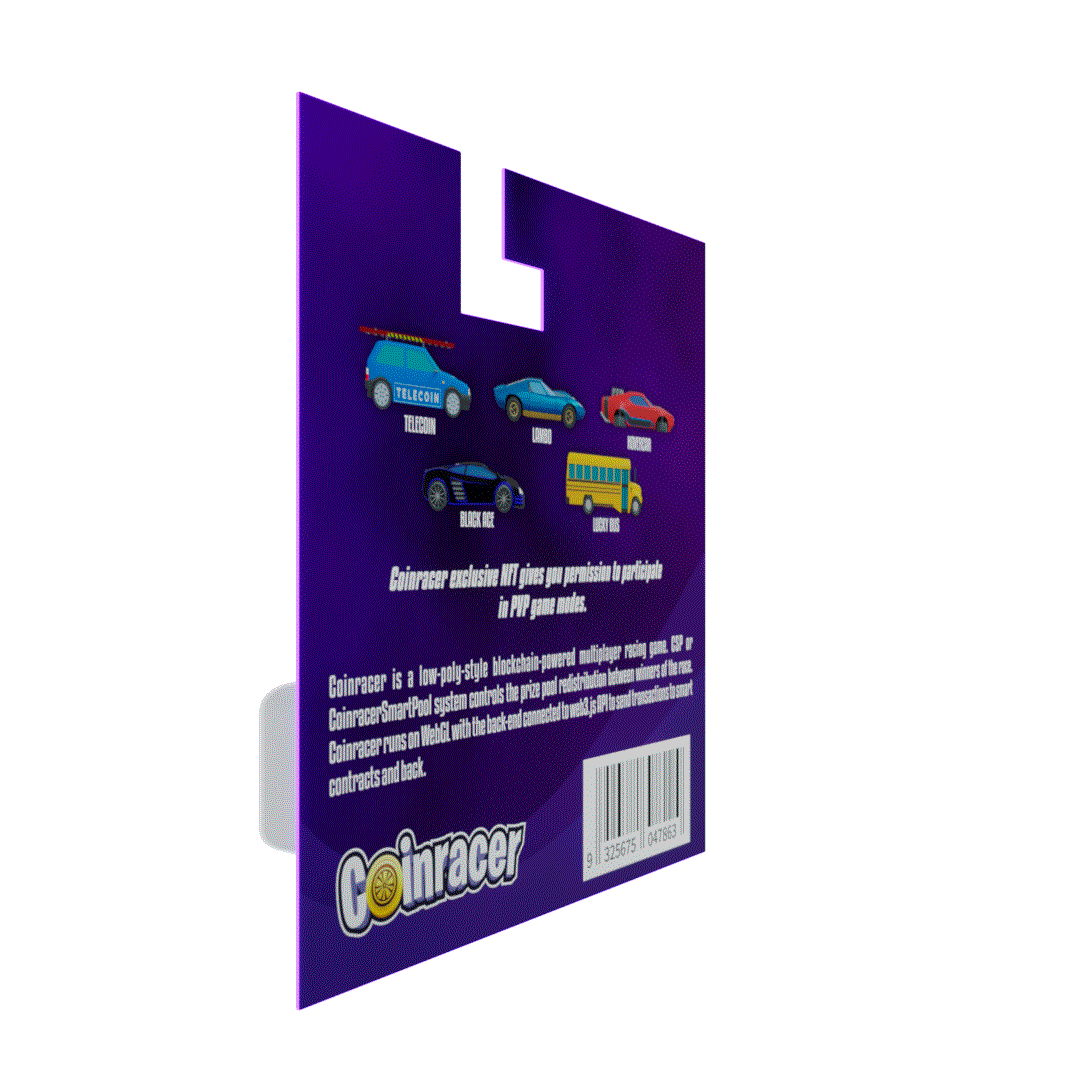 TELECOIN
TELECOIN
LAMBO
HOVERCAR
BLACK ACE
LUCKY BUS
Coinracer exclusive NFT gives you permission to participate
in PVP game modes.
Coinracer is a low-poly-style blockchain-powered multiplayer racing game. CSP or
CoinracerSmartPool system controls the prize pool redistribution between winners of the race.
Coinracer runs on WebGL with the back-end connected to web3.js API to send transactions to smart
contracts and back.
Coinracer
9 325675 047863